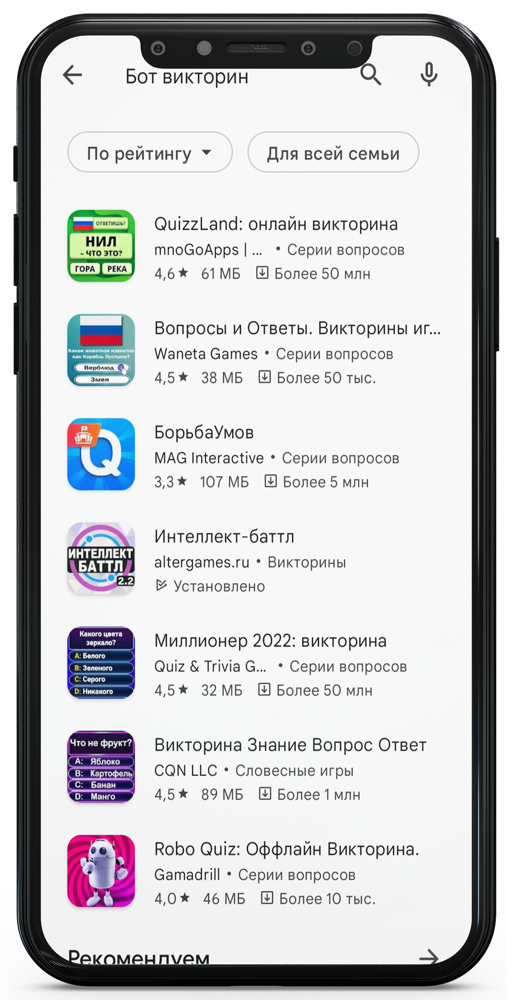 Бот викторин
По рейтингу
Для всей семьи
ОТВЕТИШЬ?
НИЛ
- ЧТО ЭТО?
ГОРА РЕКА
QuizzLand: онлайн викторина
mnoGoApps | ... • Серии вопросов
4,6★ 61 МБ Более 50 млн
Какое животное известно
как Корабль Пустыни?
Верблюд
Змея
Вопросы и Ответы. Викторины иг...
Waneta Games • Серии вопросов
4,5★ 38 МБ Более 50 тыс.
Q
БорьбаУмов
MAG Interactive • Серии вопросов
3,3★ 107 МБ Более 5 млн
ИНТЕЛЛЕКТ
БАТТЛ
2.2
Интеллект-баттл
altergames.ru • Викторины
Установлено
Какого цвета
зеркало?
A: Белого
B: Зеленого
C: Серого
D: Никакого
Миллионер 2022: викторина
Quiz & Trivia G... • Серии вопросов
4,5★ 32 МБ Более 50 млн
Что не фрукт?
A: Яблоко
B: Картофель
C: Банан
D: Манго
Викторина Знание Вопрос Ответ
CQN LLC • Словесные игры
4,5★ 89 МБ Более 1 млн
Robo Quiz: Оффлайн Викторина.
Gamadrill • Серии вопросов
4,0★ 46 МБ Более 10 тыс.
Рекомендуем